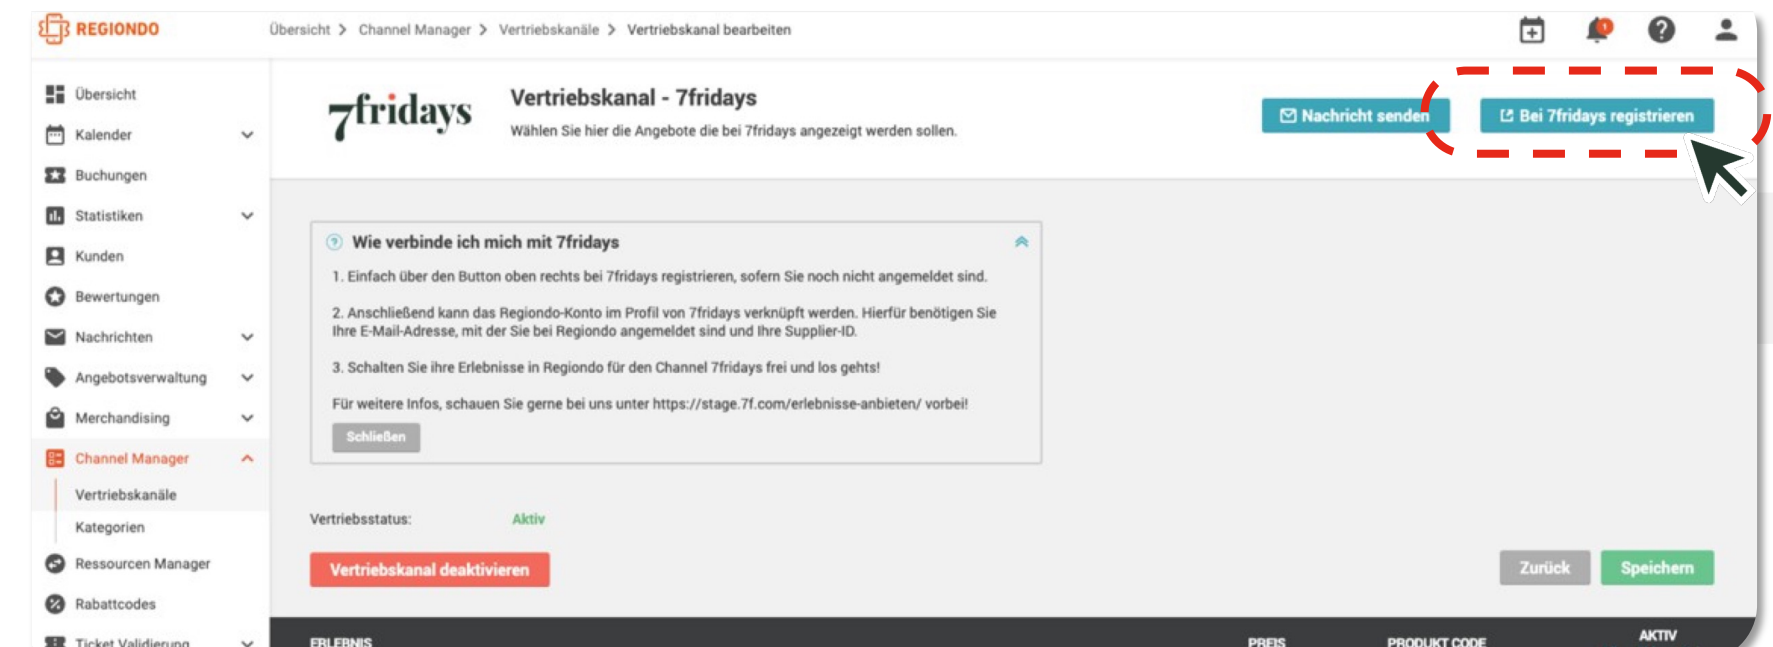 REGIONDO
Übersicht > Channel Manager > Vertriebskanäle > Vertriebskanal bearbeiten
1
Übersicht
Kalender
Buchungen
Statistiken
Kunden
Bewertungen
Nachrichten
Angebotsverwaltung
Merchandising
Channel Manager
Vertriebskanäle
Kategorien
Ressourcen Manager
Rabattcodes
Ticket Validierung
7fridays
Vertriebskanal - 7fridays
Wählen Sie hier die Angebote die bei 7fridays angezeigt werden sollen.
Nachricht senden
Bei 7fridays registrieren
Wie verbinde ich mich mit 7fridays
1. Einfach über den Button oben rechts bei 7fridays registrieren, sofern Sie noch nicht angemeldet sind.
2. Anschließend kann das Regiondo-Konto im Profil von 7fridays verknüpft werden. Hierfür benötigen Sie
Ihre E-Mail-Adresse, mit der Sie bei Regiondo angemeldet sind und Ihre Supplier-ID.
3. Schalten Sie ihre Erlebnisse in Regiondo für den Channel 7fridays frei und los gehts!
Für weitere Infos, schauen Sie gerne bei uns unter https://stage.7f.com/erlebnisse-anbieten/ vorbei!
Schließen
Vertriebsstatus: Aktiv
Vertriebskanal deaktivieren
Zurück
Speichern
ERLEBNIS PREIS PRODUKT CODE AKTIV